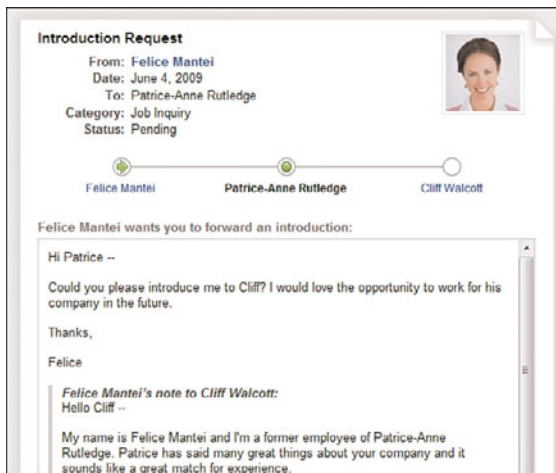 Introduction Request
From: Felice Mantei
Date: June 4, 2009
To: Patrice-Anne Rutledge
Category: Job Inquiry
Status: Pending
Felice Mantei Patrice-Anne Rutledge Cliff Walcott
Felice Mantei wants you to forward an introduction:
Hi Patrice --
Could you please introduce me to Cliff? I would love the opportunity to work for his
company in the future.
Thanks,
Felice
Felice Mantei's note to Cliff Walcott:
Hello Cliff --
My name is Felice Mantei and I'm a former employee of Patrice-Anne
Rutledge. Patrice has said many great things about your company and it
sounds like a great match for experience.